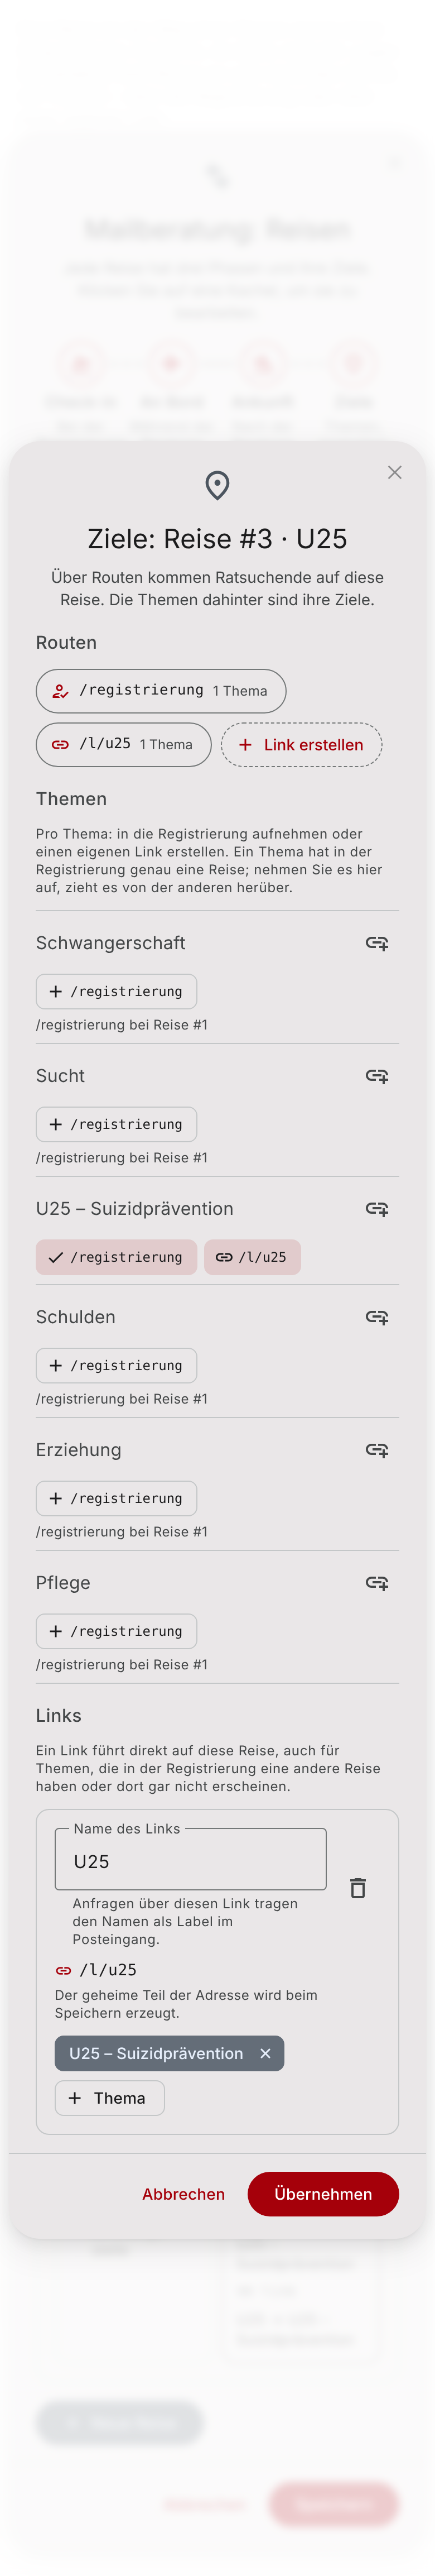 Mailberatung: Reisen
Ziele: Reise #3 · U25
Über Routen kommen Ratsuchende auf diese
Reise. Die Themen dahinter sind ihre Ziele.
Routen
/registrierung 1 Thema
/l/u25 1 Thema
Link erstellen
Themen
Pro Thema: in die Registrierung aufnehmen oder
einen eigenen Link erstellen. Ein Thema hat in der
Registrierung genau eine Reise; nehmen Sie es hier
auf, zieht es von der anderen herüber.
Schwangerschaft
/registrierung
/registrierung bei Reise #1
Sucht
/registrierung
/registrierung bei Reise #1
U25 – Suizidprävention
/registrierung /l/u25
Schulden
/registrierung
/registrierung bei Reise #1
Erziehung
/registrierung
/registrierung bei Reise #1
Pflege
/registrierung
/registrierung bei Reise #1
Links
Ein Link führt direkt auf diese Reise, auch für
Themen, die in der Registrierung eine andere Reise
haben oder dort gar nicht erscheinen.
Name des Links
U25
Anfragen über diesen Link tragen
den Namen als Label im
Posteingang.
/l/u25
Der geheime Teil der Adresse wird beim
Speichern erzeugt.
U25 – Suizidprävention
Thema
Abbrechen Übernehmen